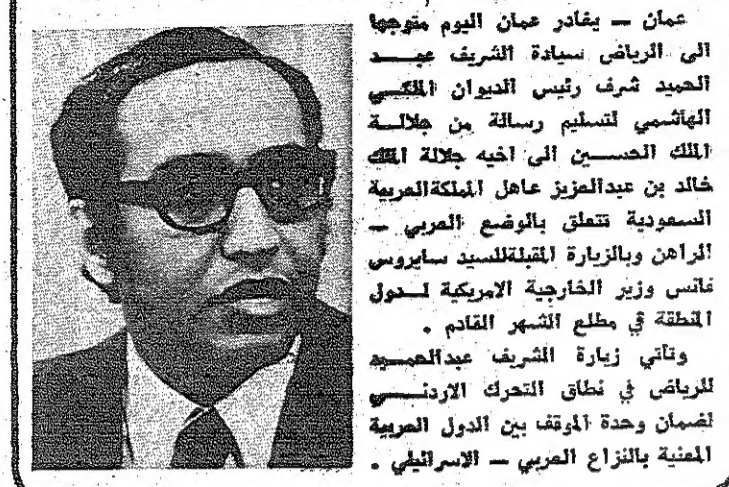 عمان — يغادر عمان اليوم متوجها
الى الرياض سيادة الشريف عبد
الحميد شرف رئيس الديوان الملكي
الهاشمي لتسليم رسالة من جلالة
الملك الحسين الى اخيه جلالة الملك
خالد بن عبدالعزيز عاهل المملكة العربية
السعودية تتعلق بالوضع العربي —
الراهن وبالزيارة المقبلة للسيد سايروس
فانس وزير الخارجية الامريكية لدول
المنطقة في مطلع الشهر القادم .
وتاتي زيارة الشريف عبدالحميد
للرياض في نطاق التحرك الاردني
لضمان وحدة الموقف بين الدول العربية
المعنية بالنزاع العربي — الاسرائيلي .